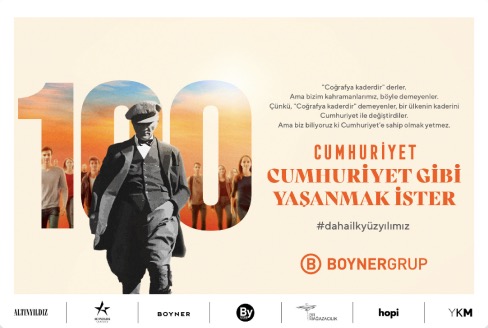 100
"Coğrafya kaderdir" derler.
Ama bizim kahramanlarımız, böyle demeyenler.
Çünkü, "Coğrafya kaderdir" demeyenler, bir ülkenin kaderini
Cumhuriyet ile değiştirdiler.
Ama biz biliyoruz ki Cumhuriyet'e sahip olmak yetmez.
CUMHURİYET
CUMHURİYET GİBİ
YAŞANMAK İSTER
#dahailkyüzyılımız
B BOYNERGRUP
ALTINYILDIZ
BOYNER
By
MAĞAZACILIK
hopi
YKM